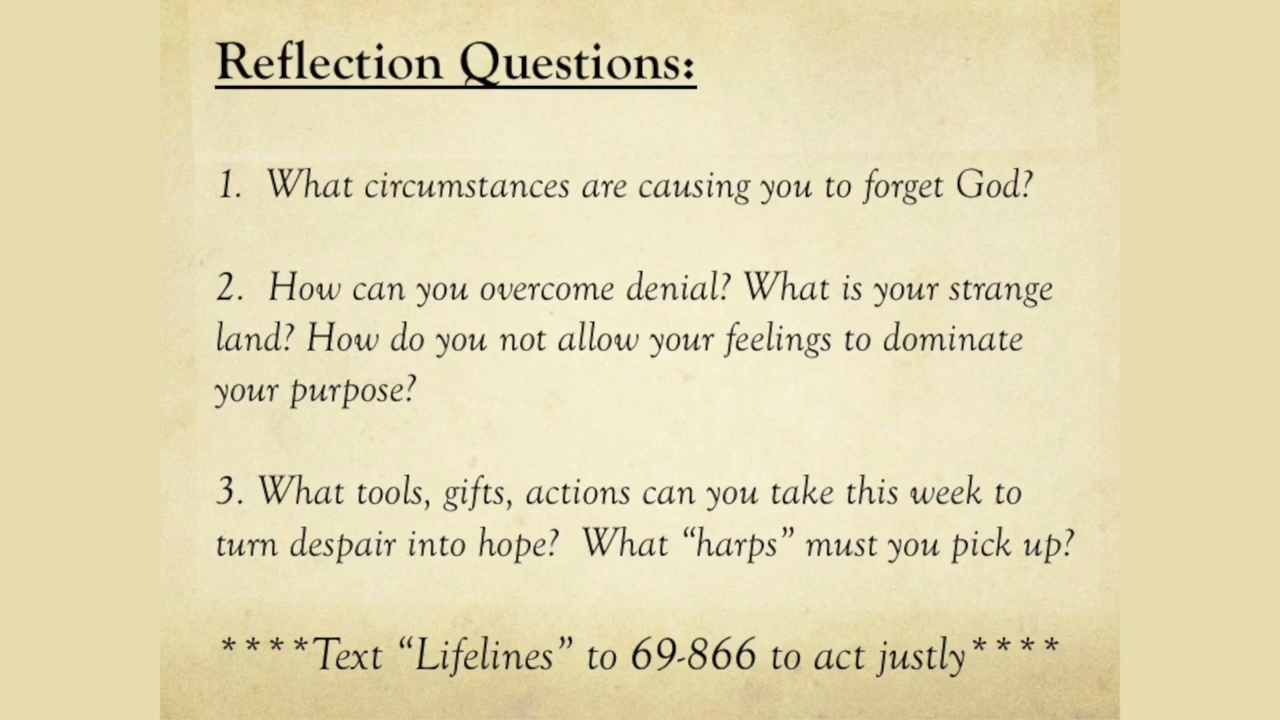 Reflection Questions:
1. What circumstances are causing you to forget God?
2. How can you overcome denial? What is your strange
land? How do you not allow your feelings to dominate
your purpose?
3. What tools, gifts, actions can you take this week to
turn despair into hope? What “harps” must you pick up?
****Text “Lifelines” to 69-866 to act justly****